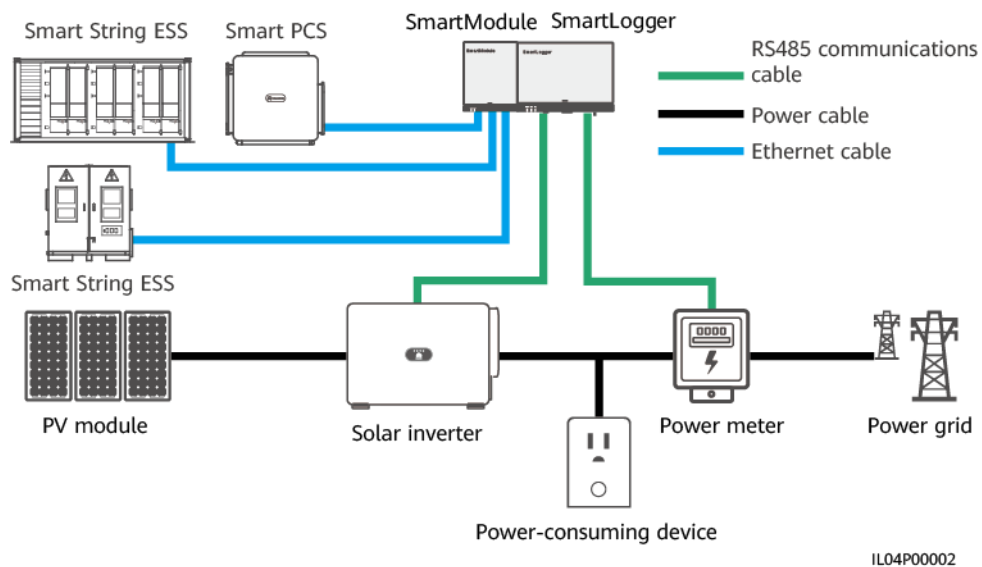 SmartModule SmartLogger
Smart String ESS
Smart PCS
RS485 communications
cable
Power cable
Ethernet cable
Smart String ESS
PV module
Solar inverter
Power meter
Power grid
Power-consuming device
IL04P00002